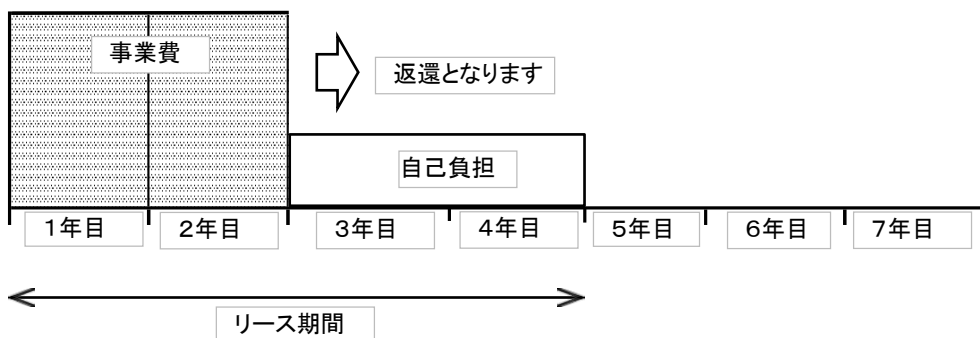 事業費
返還となります
自己負担
1年目
2年目
3年目
4年目
5年目
6年目
7年目
リース期間